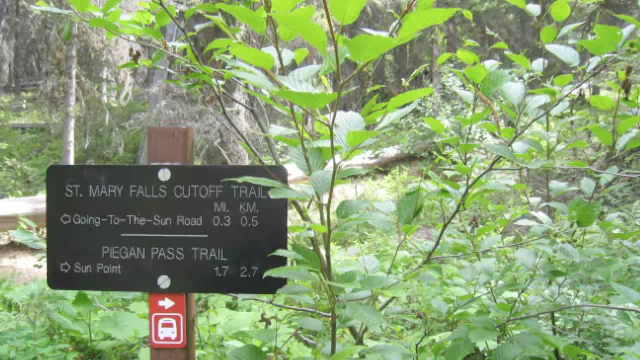 ST. MARY FALLS CUTOFF TRAIL
MI. KM.
Going-To-The-Sun Road 0.3 0.5
PIEGAN PASS TRAIL
Sun Point 1.7 2.7